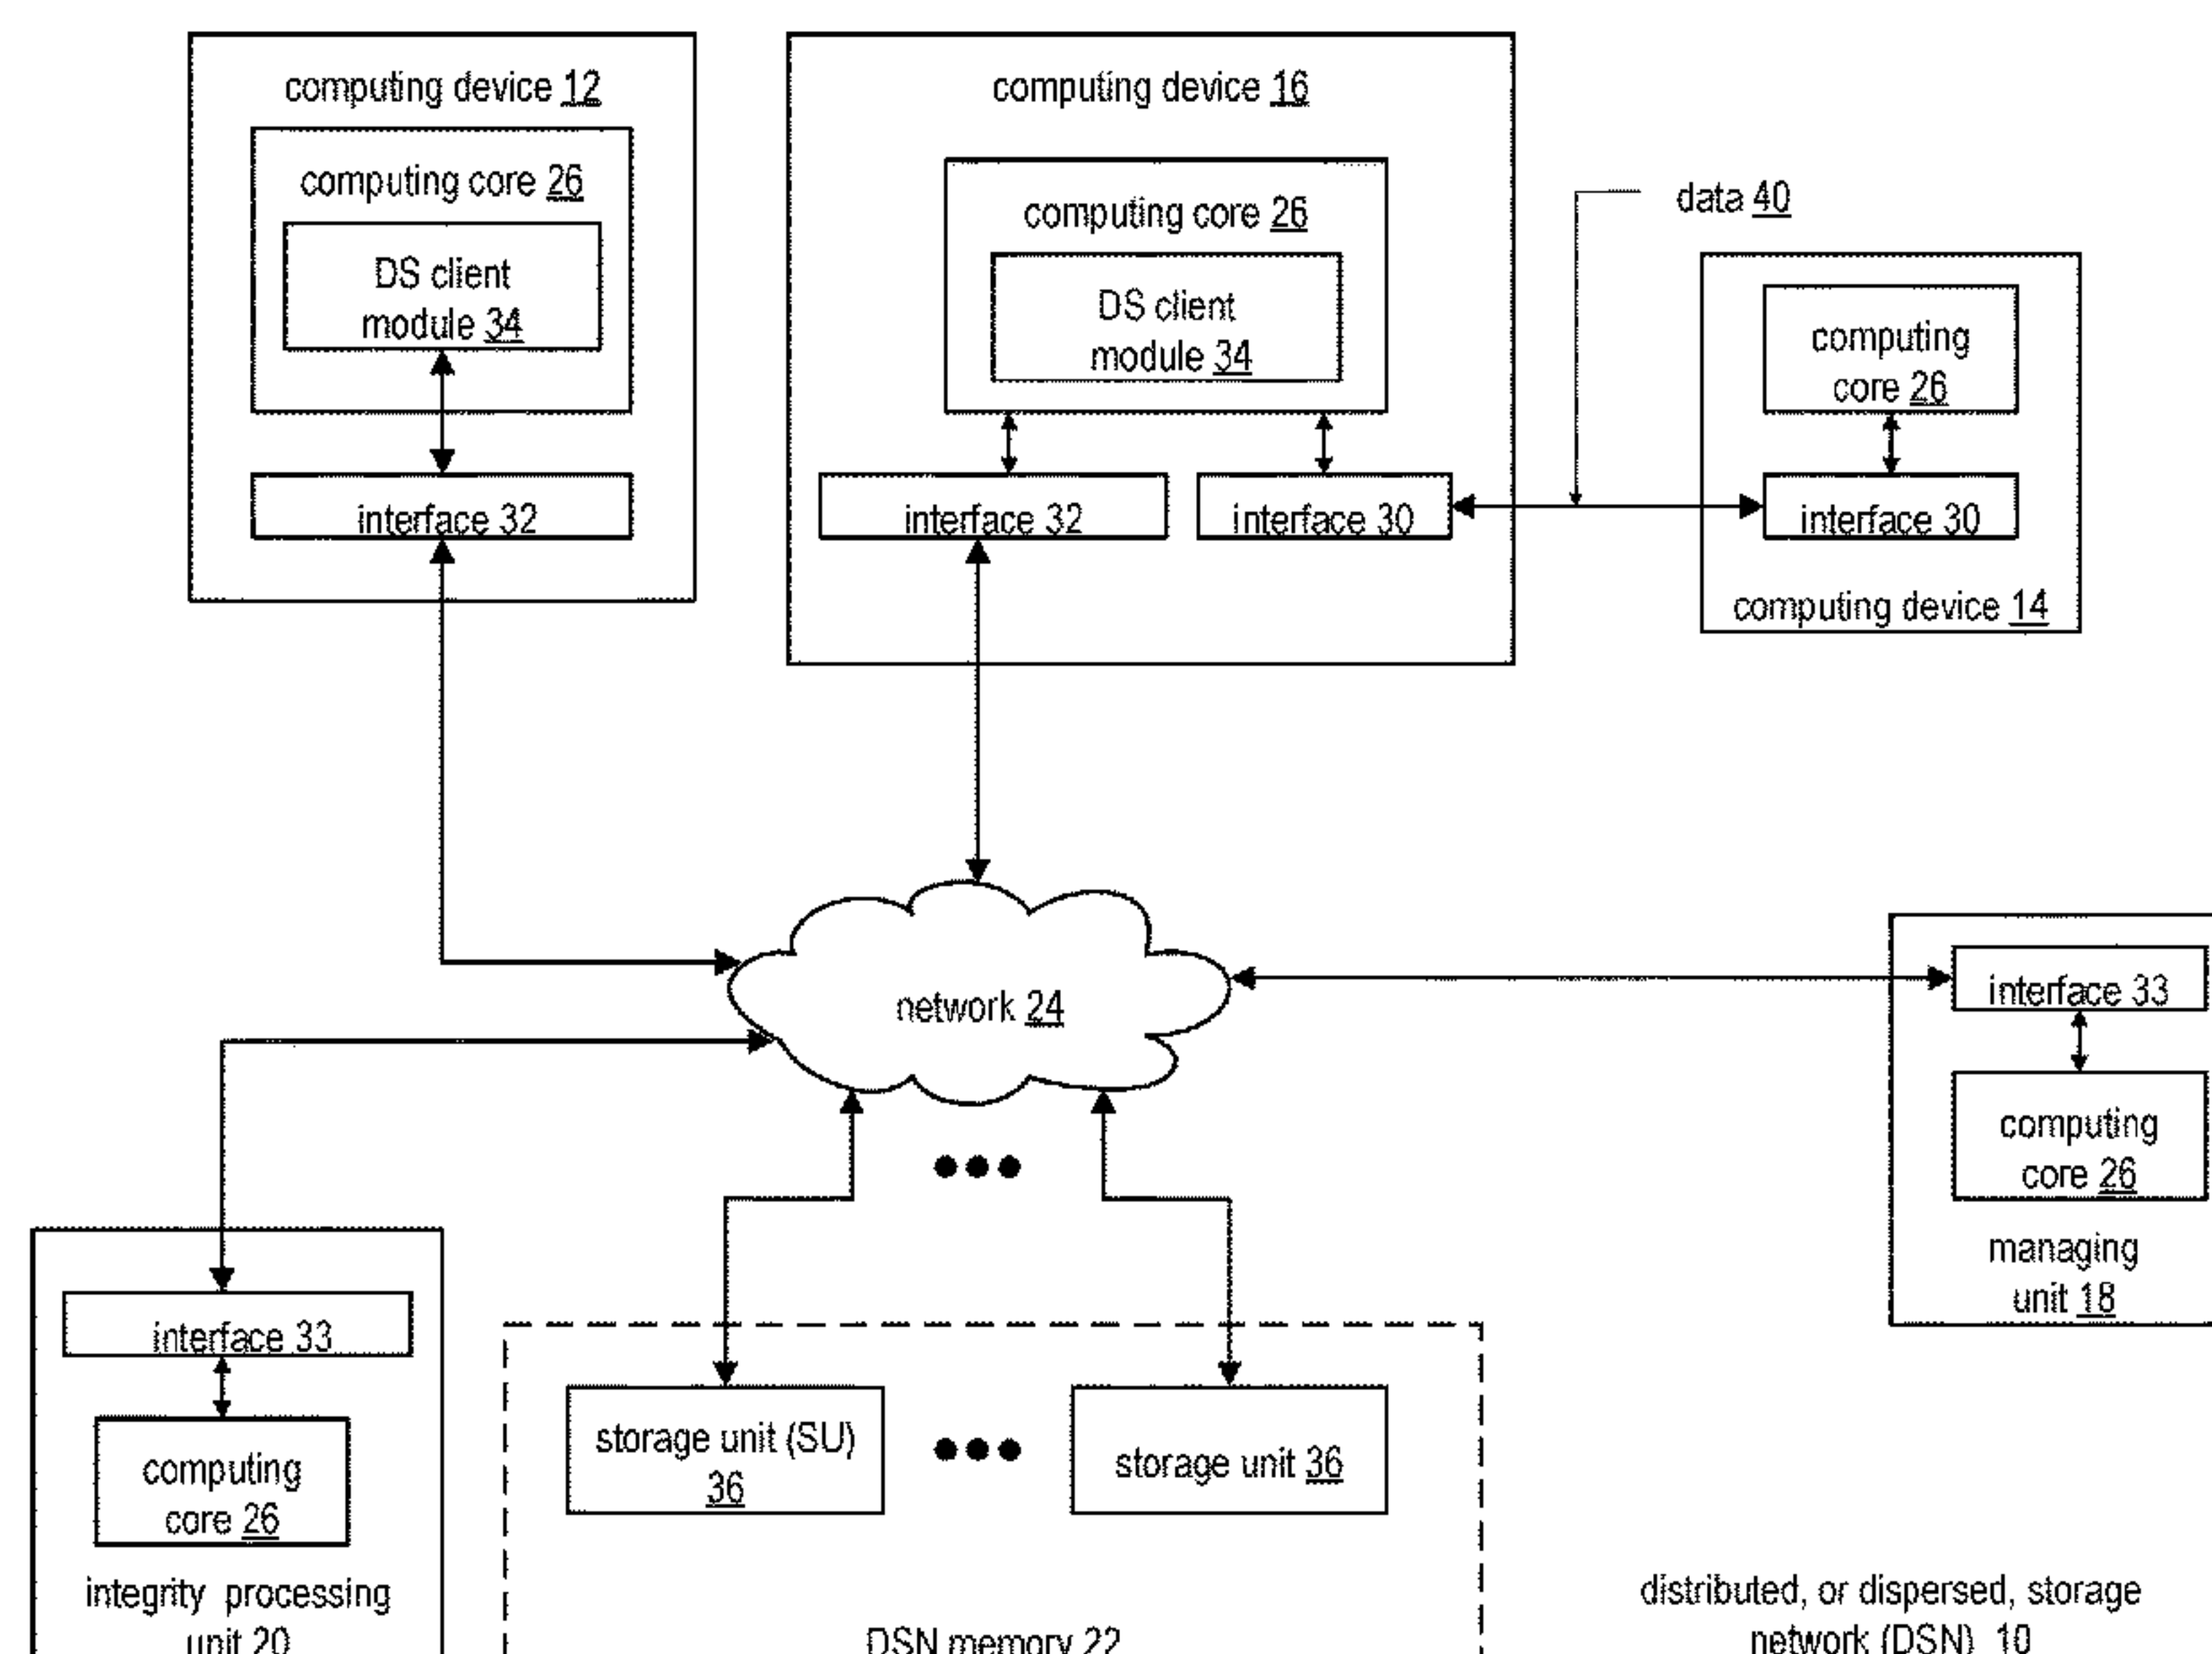 computing device 12
computing core 26
DS client
module 34
interface 32
computing device 16
computing core 26
DS client
module 34
interface 32
interface 30
data 40
computing
core 26
interface 30
computing device 14
network 24
interface 33
computing
core 26
managing
unit 18
interface 33
computing
core 26
integrity processing
unit 20
storage unit (SU)
36
storage unit 36
DSN memory 22
distributed, or dispersed, storage
network (DSN) 10